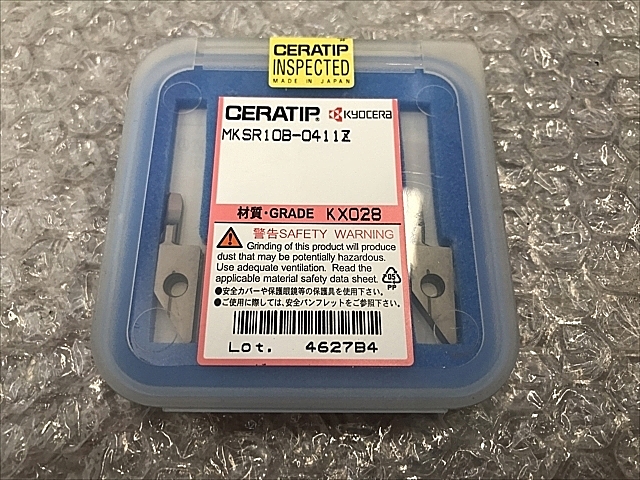 CERATIP
INSPECTED
MADE IN JAPAN
CERATIP® KYOCERA
MKSR10B-0411Z
材質・GRADE KX028
警告SAFETY WARNING
Grinding of this product will produce
dust that may be potentially hazardous.
Use adequate ventilation. Read the
applicable material safety data sheet.
●安全カバーや保護眼鏡等の保護具を使用下さい。
●ご使用に際しては、安全パンフレットをご参照下さい。
05
PP
Lot. 4627B4